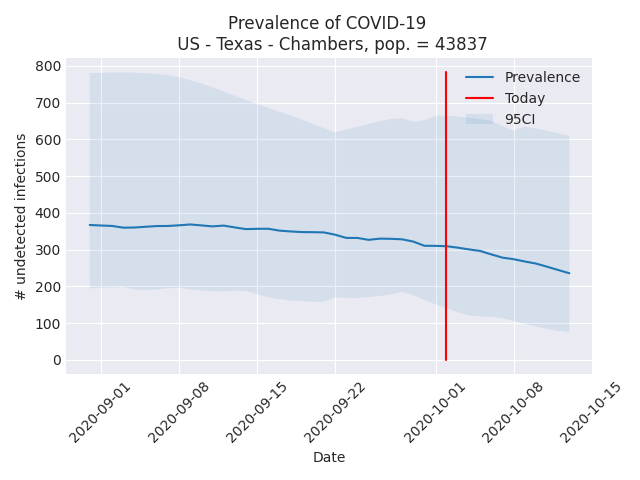 Prevalence of COVID-19
US - Texas - Chambers, pop. = 43837
800
700
600
500
400
300
200
100
0
# undetected infections
Prevalence
Today
95CI
2020-09-01
2020-09-08
2020-09-15
2020-09-22
2020-10-01
2020-10-08
2020-10-15
Date